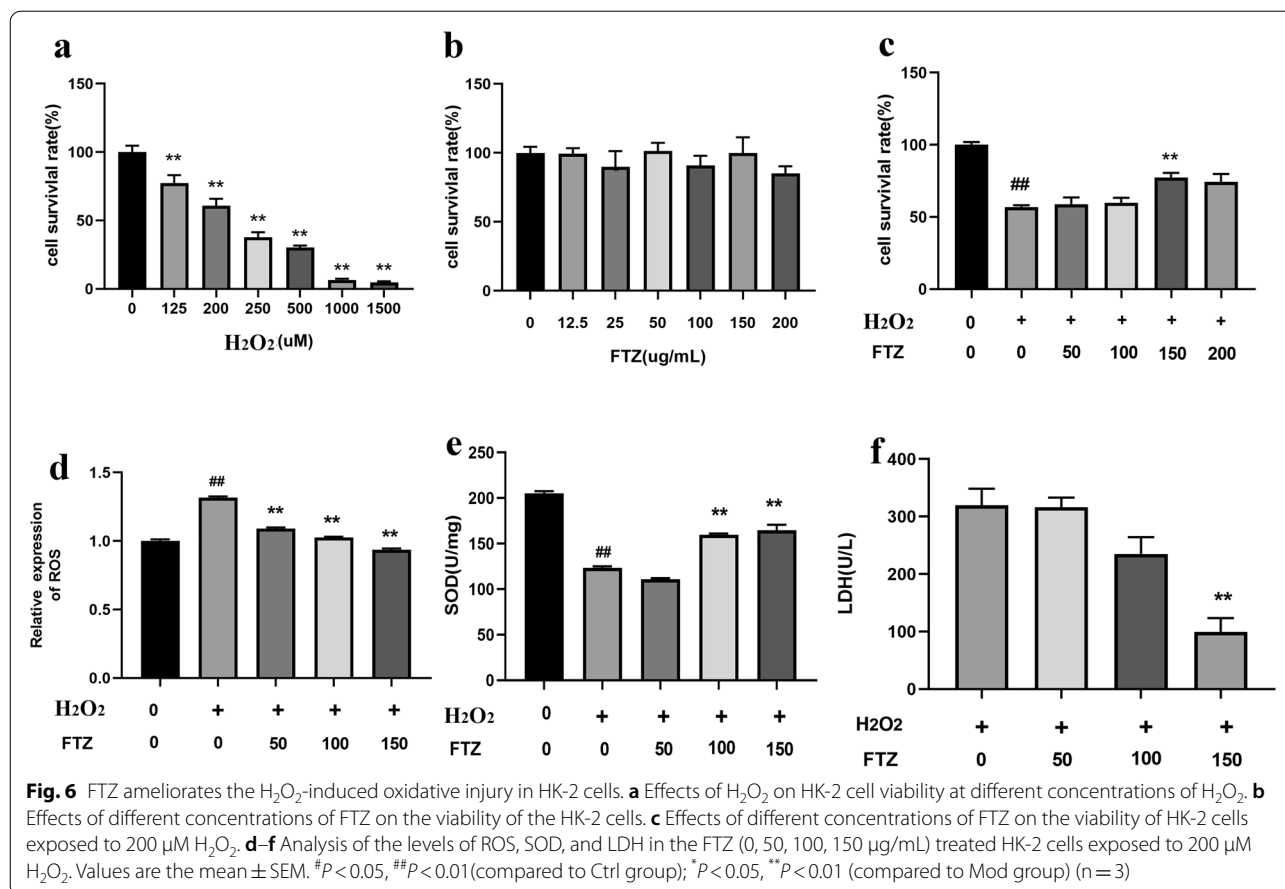 a
cell survivlal rate(%)
150
100
50
0
**
**
**
**
**
**
0 125 200 250 500 1000 1500
H2O2(uM)
b
cell survivlal rate(%)
150
100
50
0
0 12.5 25 50 100 150 200
FTZ(ug/mL)
c
cell survivlal rate(%)
150
100
50
0
##
**
H2O2 0 + + + + +
FTZ 0 0 50 100 150 200
d
Relative expression
of ROS
1.5
1.0
0.5
0.0
##
**
**
**
H2O2 0 + + + +
FTZ 0 0 50 100 150
e
SOD(U/mg)
250
200
150
100
50
0
##
**
**
H2O2 0 + + + +
FTZ 0 0 50 100 150
f
LDH(U/L)
400
300
200
100
0
**
H2O2 + + + +
FTZ 0 50 100 150
Fig. 6 FTZ ameliorates the H₂O₂-induced oxidative injury in HK-2 cells. a Effects of H₂O₂ on HK-2 cell viability at different concentrations of H₂O₂. b
Effects of different concentrations of FTZ on the viability of the HK-2 cells. c Effects of different concentrations of FTZ on the viability of HK-2 cells
exposed to 200 μM H₂O₂. d–f Analysis of the levels of ROS, SOD, and LDH in the FTZ (0, 50, 100, 150 μg/mL) treated HK-2 cells exposed to 200 μM
H₂O₂. Values are the mean ± SEM. #P < 0.05, ##P < 0.01(compared to Ctrl group); *P < 0.05, **P < 0.01 (compared to Mod group) (n = 3)